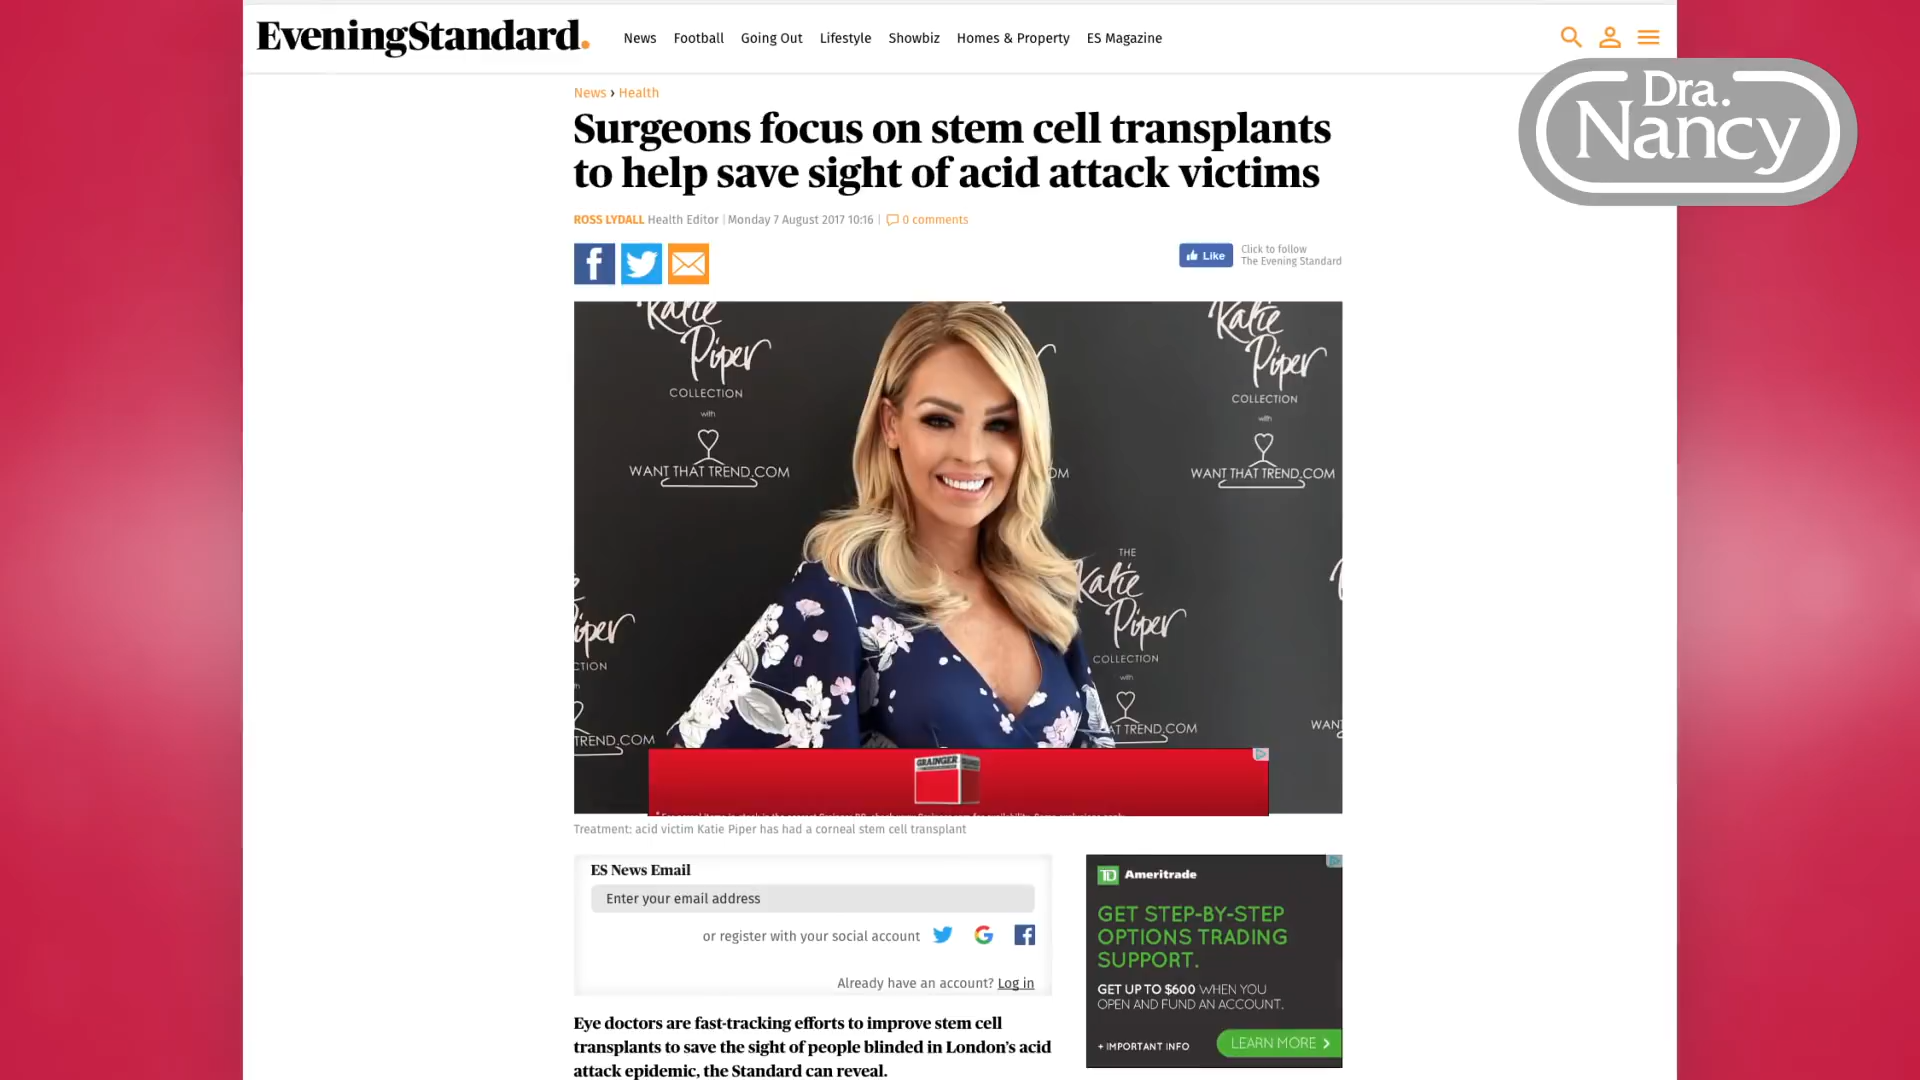 EveningStandard.
News Football Going Out Lifestyle Showbiz Homes & Property ES Magazine
Dra.
Nancy
News › Health
Surgeons focus on stem cell transplants
to help save sight of acid attack victims
ROSS LYDALL Health Editor | Monday 7 August 2017 10:16 | 0 comments
Like
Click to follow
The Evening Standard
Katie
Piper
COLLECTION
with
WANT THAT TREND.COM
Katie
Piper
COLLECTION
with
WANT THAT TREND.COM
OM
THE
Katie
Piper
COLLECTION
with
AT TREND.COM
iper
CTION
TREND.COM
WAN
GRAINGER
Treatment: acid victim Katie Piper has had a corneal stem cell transplant
ES News Email
Enter your email address
or register with your social account
Already have an account? Log in
Eye doctors are fast-tracking efforts to improve stem cell
transplants to save the sight of people blinded in London's acid
attack epidemic, the Standard can reveal.
TD Ameritrade
GET STEP-BY-STEP
OPTIONS TRADING
SUPPORT.
GET UP TO $600 WHEN YOU
OPEN AND FUND AN ACCOUNT.
+ IMPORTANT INFO
LEARN MORE